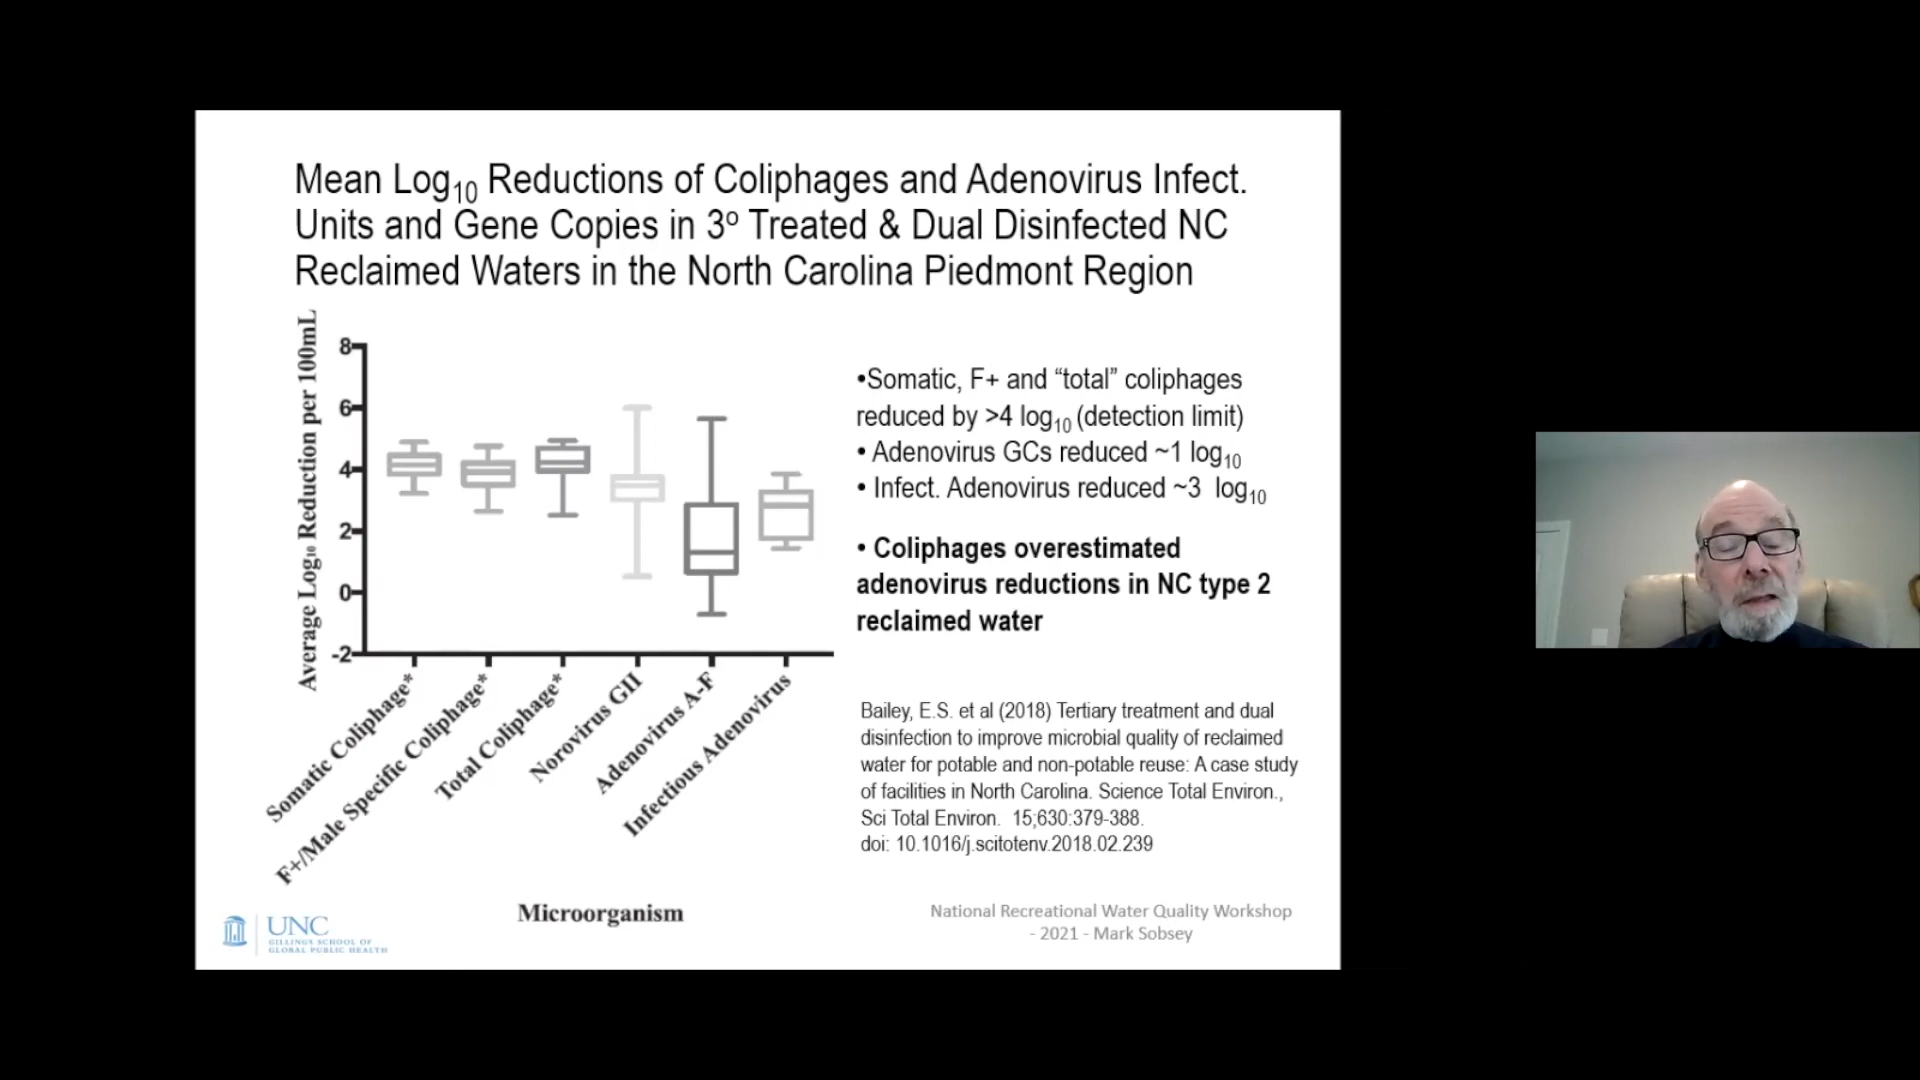 Mean Log10 Reductions of Coliphages and Adenovirus Infect.
Units and Gene Copies in 3º Treated & Dual Disinfected NC
Reclaimed Waters in the North Carolina Piedmont Region
Average Log₁₀ Reduction per 100mL
8
6
4
2
0
-2
Somatic Coliphage*
F+/Male Specific Coliphage*
Total Coliphage*
Norovirus GII
Adenovirus A-F
Infectious Adenovirus
Microorganism
•Somatic, F+ and “total” coliphages
reduced by >4 log10 (detection limit)
• Adenovirus GCs reduced ~1 log10
• Infect. Adenovirus reduced ~3 log10
• Coliphages overestimated
adenovirus reductions in NC type 2
reclaimed water
Bailey, E.S. et al (2018) Tertiary treatment and dual
disinfection to improve microbial quality of reclaimed
water for potable and non-potable reuse: A case study
of facilities in North Carolina. Science Total Environ.,
Sci Total Environ. 15;630:379-388.
doi: 10.1016/j.scitotenv.2018.02.239
UNC
GILLINGS SCHOOL OF
GLOBAL PUBLIC HEALTH
National Recreational Water Quality Workshop
- 2021 - Mark Sobsey